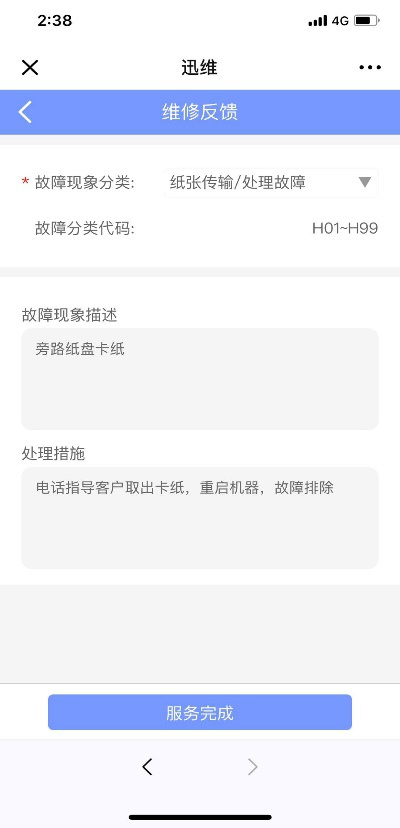 2:38
4G
迅维
维修反馈
* 故障现象分类: 纸张传输/处理故障
故障分类代码: H01~H99
故障现象描述
旁路纸盘卡纸
处理措施
电话指导客户取出卡纸，重启机器，故障排除
服务完成